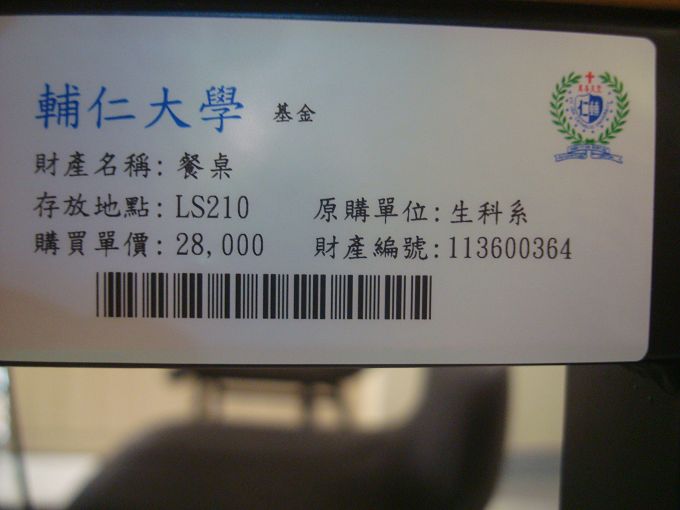 輔仁大學 基金
財產名稱: 餐桌
存放地點: LS210 原購單位: 生科系
購買單價: 28,000 財產編號: 113600364